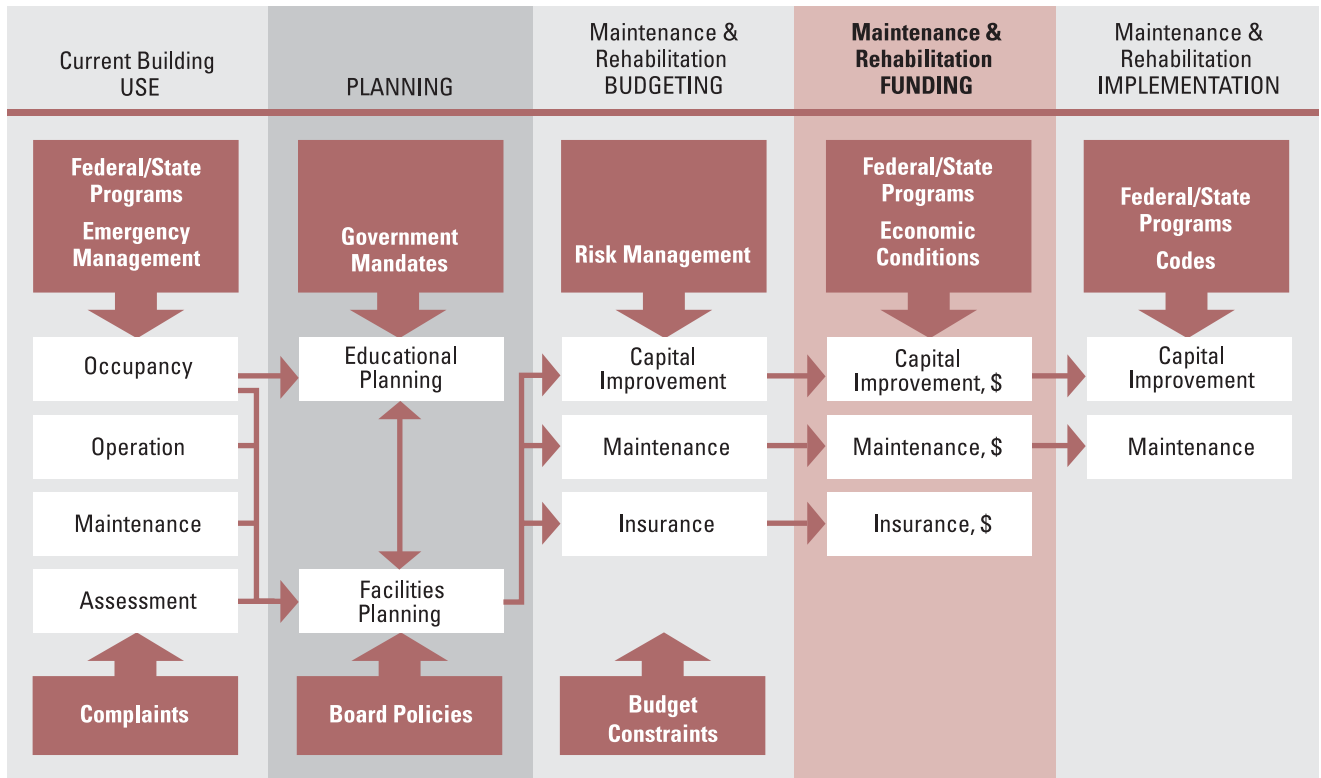 Current Building
USE
PLANNING
Maintenance &
Rehabilitation
BUDGETING
Maintenance &
Rehabilitation
FUNDING
Maintenance &
Rehabilitation
IMPLEMENTATION
Federal/State
Programs
Emergency
Management
Government
Mandates
Risk Management
Federal/State
Programs
Economic
Conditions
Federal/State
Programs
Codes
Occupancy
Educational
Planning
Capital
Improvement
Capital
Improvement, $
Capital
Improvement
Operation
Maintenance
Maintenance, $
Maintenance
Maintenance
Insurance
Insurance, $
Assessment
Facilities
Planning
Complaints
Board Policies
Budget
Constraints